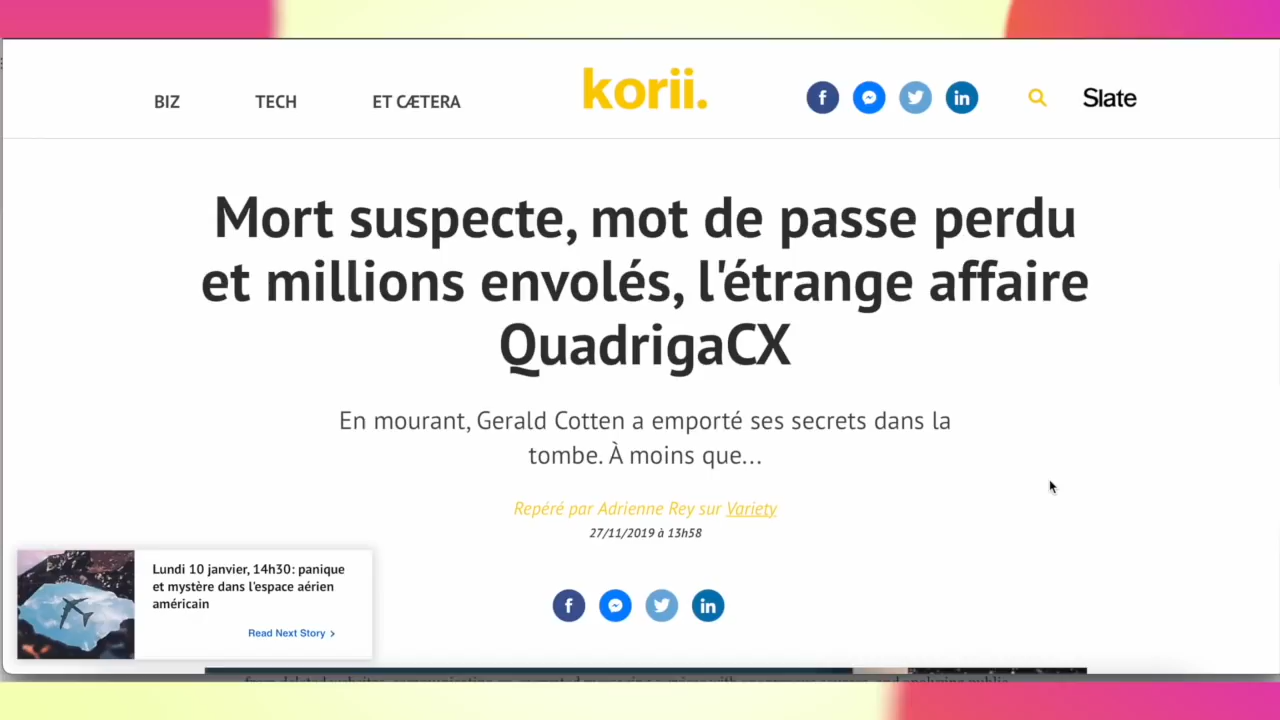 BIZ
TECH
ET CÆTERA
korii.
Slate
Mort suspecte, mot de passe perdu
et millions envolés, l'étrange affaire
QuadrigaCX
En mourant, Gerald Cotten a emporté ses secrets dans la
tombe. À moins que...
Repéré par Adrienne Rey sur Variety
27/11/2019 à 13h58
Lundi 10 janvier, 14h30: panique
et mystère dans l'espace aérien
américain
Read Next Story